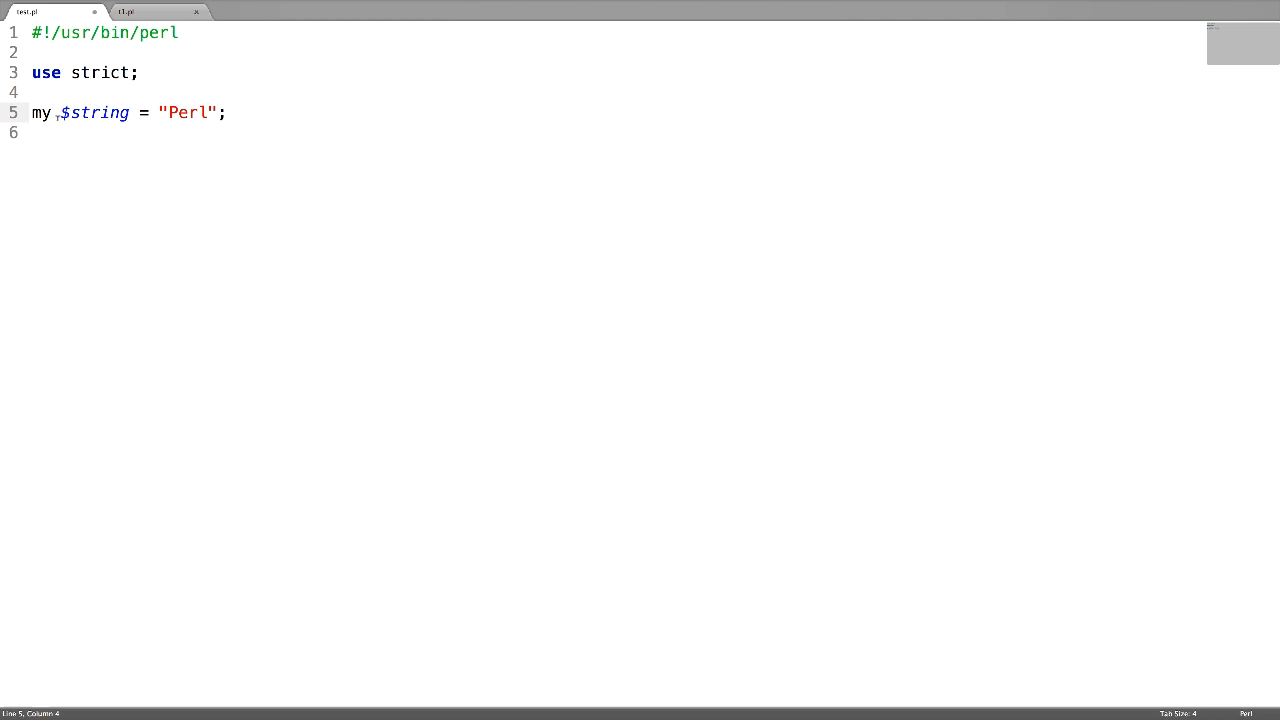 test.pl
t1.pl
1 #!/usr/bin/perl
2
3 use strict;
4
5 my $string = "Perl";
6
Line 5, Column 4
Tab Size: 4
Perl